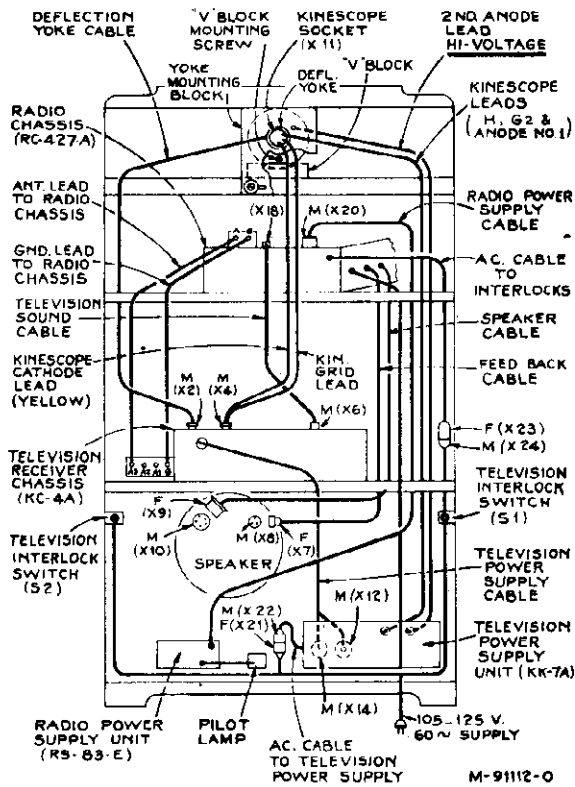 DEFLECTION
YOKE CABLE
"V" BLOCK
MOUNTING
SCREW
KINESCOPE
SOCKET
(X11)
2ND. ANODE
LEAD
HI-VOLTAGE
YOKE
MOUNTING
BLOCK
DEFL.
YOKE
"V" BLOCK
KINESCOPE
LEADS
(H, G2 &
ANODE NO.1)
RADIO
CHASSIS
(RC-427-A)
ANT. LEAD
TO RADIO
CHASSIS
(X18)
M (X20)
RADIO POWER
SUPPLY
CABLE
GND. LEAD
TO RADIO
CHASSIS
AC. CABLE
TO
INTERLOCKS
TELEVISION
SOUND
CABLE
SPEAKER
CABLE
KINESCOPE
CATHODE
LEAD
(YELLOW)
M
(X2)
M
(X4)
KIN.
GRID
LEAD
FEED BACK
CABLE
M
(X6)
F (X23)
M (X24)
TELEVISION
RECEIVER
CHASSIS
(KC-4A)
TELEVISION
INTERLOCK
SWITCH
(S1)
F
(X9)
M
(X10)
M
(X8)
F
(X7)
SPEAKER
TELEVISION
INTERLOCK
SWITCH
(S2)
TELEVISION
POWER
SUPPLY
CABLE
M (X22)
F (X21)
M (X12)
TELEVISION
POWER
SUPPLY
UNIT (KK-7A)
M (X14)
RADIO POWER
SUPPLY UNIT
(RS-83-E)
PILOT
LAMP
AC. CABLE
TO TELEVISION
POWER SUPPLY
105-125 V.
60~ SUPPLY
M-91112-0